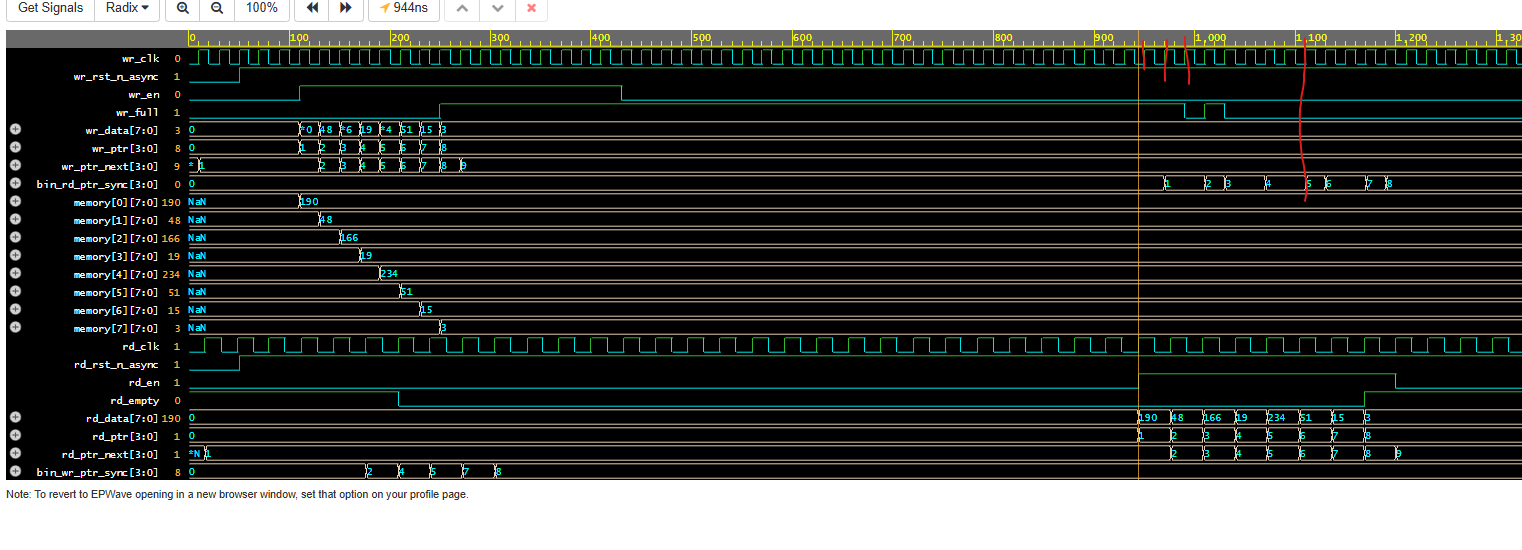 Get Signals Radix 100% 944ns
0 100 200 300 400 500 600 700 800 900 1,000 1,100 1,200 1,30
wr_clk 0
wr_rst_n_async 1
wr_en 0
wr_full 1
wr_data[7:0] 3 0 *0 48 *6 19 *4 51 15 3
wr_ptr[3:0] 8 0 1 2 3 4 5 6 7 8
wr_ptr_next[3:0] 9 * 1 2 3 4 5 6 7 8 9
bin_rd_ptr_sync[3:0] 0 0 1 2 3 4 5 6 7 8
memory[0][7:0] 190 NaN 190
memory[1][7:0] 48 NaN 48
memory[2][7:0] 166 NaN 166
memory[3][7:0] 19 NaN 19
memory[4][7:0] 234 NaN 234
memory[5][7:0] 51 NaN 51
memory[6][7:0] 15 NaN 15
memory[7][7:0] 3 NaN 3
rd_clk 1
rd_rst_n_async 1
rd_en 1
rd_empty 0
rd_data[7:0] 190 0 190 48 166 19 234 51 15 3
rd_ptr[3:0] 1 0 1 2 3 4 5 6 7 8
rd_ptr_next[3:0] 1 *N 1 2 3 4 5 6 7 8 9
bin_wr_ptr_sync[3:0] 8 0 2 4 5 7 8
Note: To revert to EPWave opening in a new browser window, set that option on your profile page.